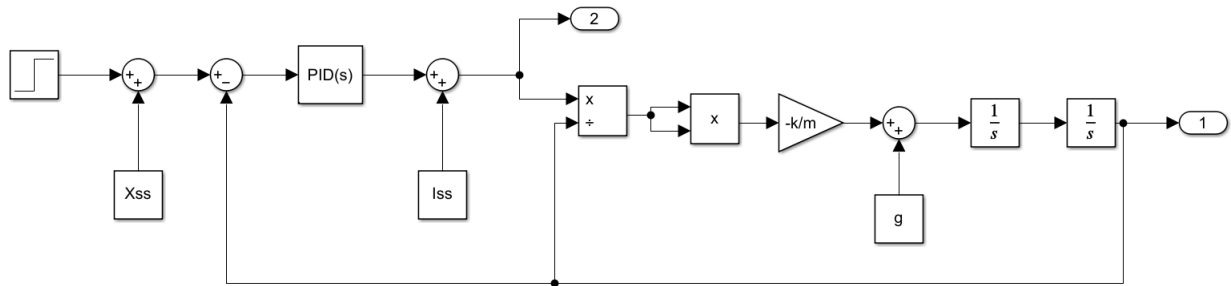 2
+
+
+
−
PID(s)
+
+
x
÷
x
-k/m
+
+
1
s
1
s
1
Xss
Iss
g